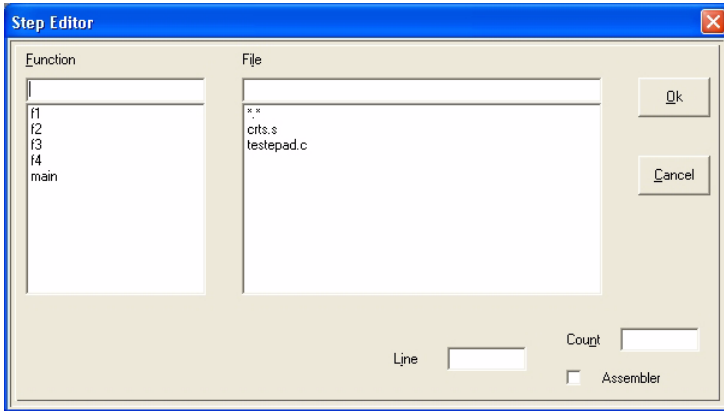 Step Editor
Function
File
f1
f2
f3
f4
main
*.*
crts.s
testepad.c
Ok
Cancel
Line
Count
Assembler